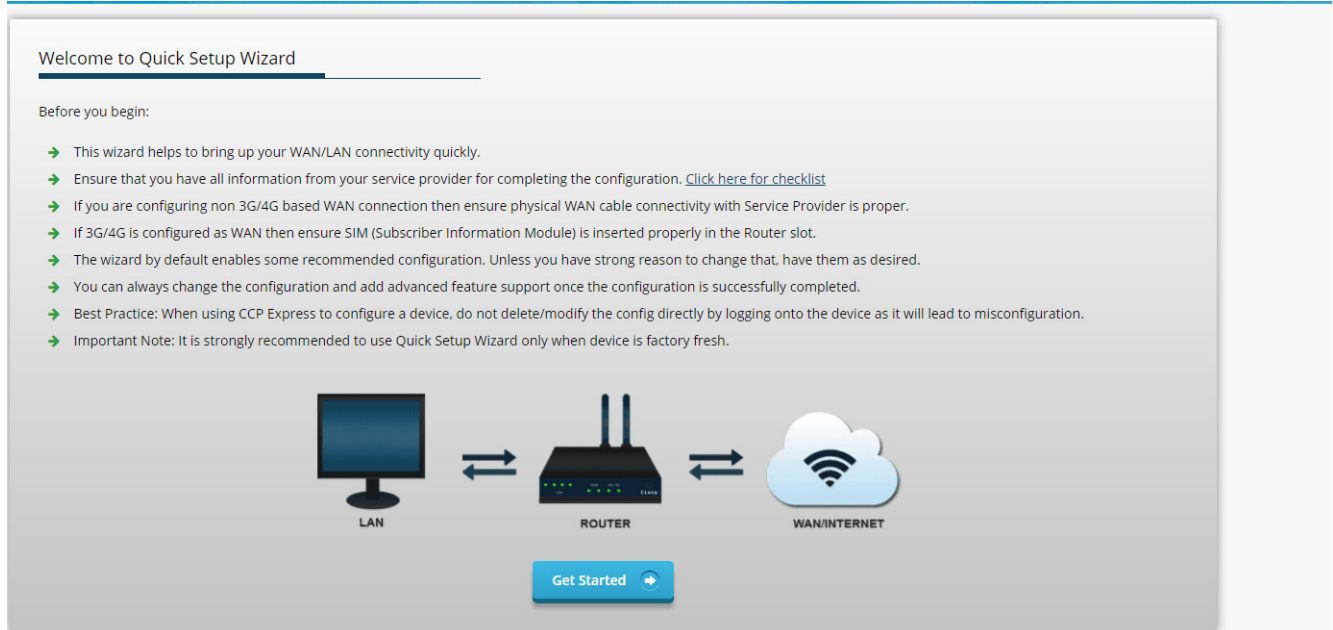 Welcome to Quick Setup Wizard
Before you begin:
This wizard helps to bring up your WAN/LAN connectivity quickly.
Ensure that you have all information from your service provider for completing the configuration. Click here for checklist
If you are configuring non 3G/4G based WAN connection then ensure physical WAN cable connectivity with Service Provider is proper.
If 3G/4G is configured as WAN then ensure SIM (Subscriber Information Module) is inserted properly in the Router slot.
The wizard by default enables some recommended configuration. Unless you have strong reason to change that, have them as desired.
You can always change the configuration and add advanced feature support once the configuration is successfully completed.
Best Practice: When using CCP Express to configure a device, do not delete/modify the config directly by logging onto the device as it will lead to misconfiguration.
Important Note: It is strongly recommended to use Quick Setup Wizard only when device is factory fresh.
LAN
ROUTER
WAN/INTERNET
Get Started